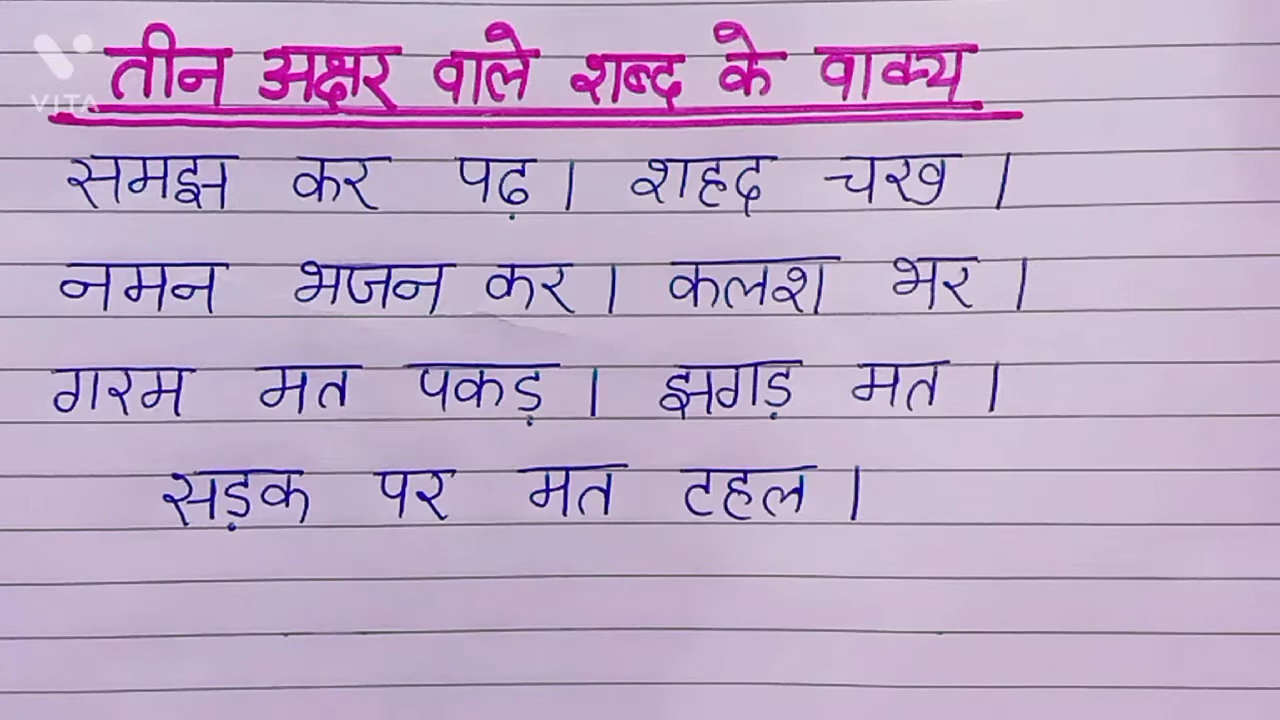 VITA
तीन अक्षर वाले शब्द के वाक्य
समझ कर पढ़। शहद चख।
नमन भजन कर। कलश भर।
गरम मत पकड़। झगड़ मत।
सड़क पर मत टहल।